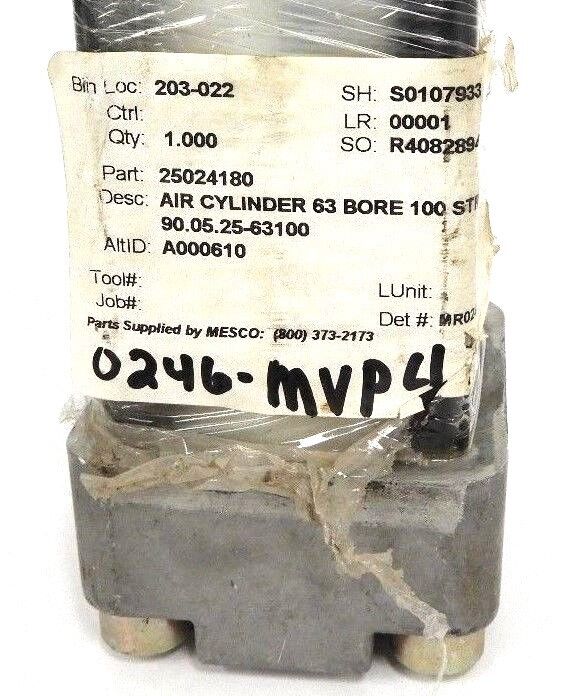 Bin Loc: 203-022 SH: S0107933
Ctrl: LR: 00001
Qty: 1.000 SO: R4082894
Part: 25024180
Desc: AIR CYLINDER 63 BORE 100 
90.05.25-63100
AltID: A000610
Tool#: LUnit:
Job#: Det #:
Parts Supplied by MESCO: (800) 373-2173
0246-MVP4